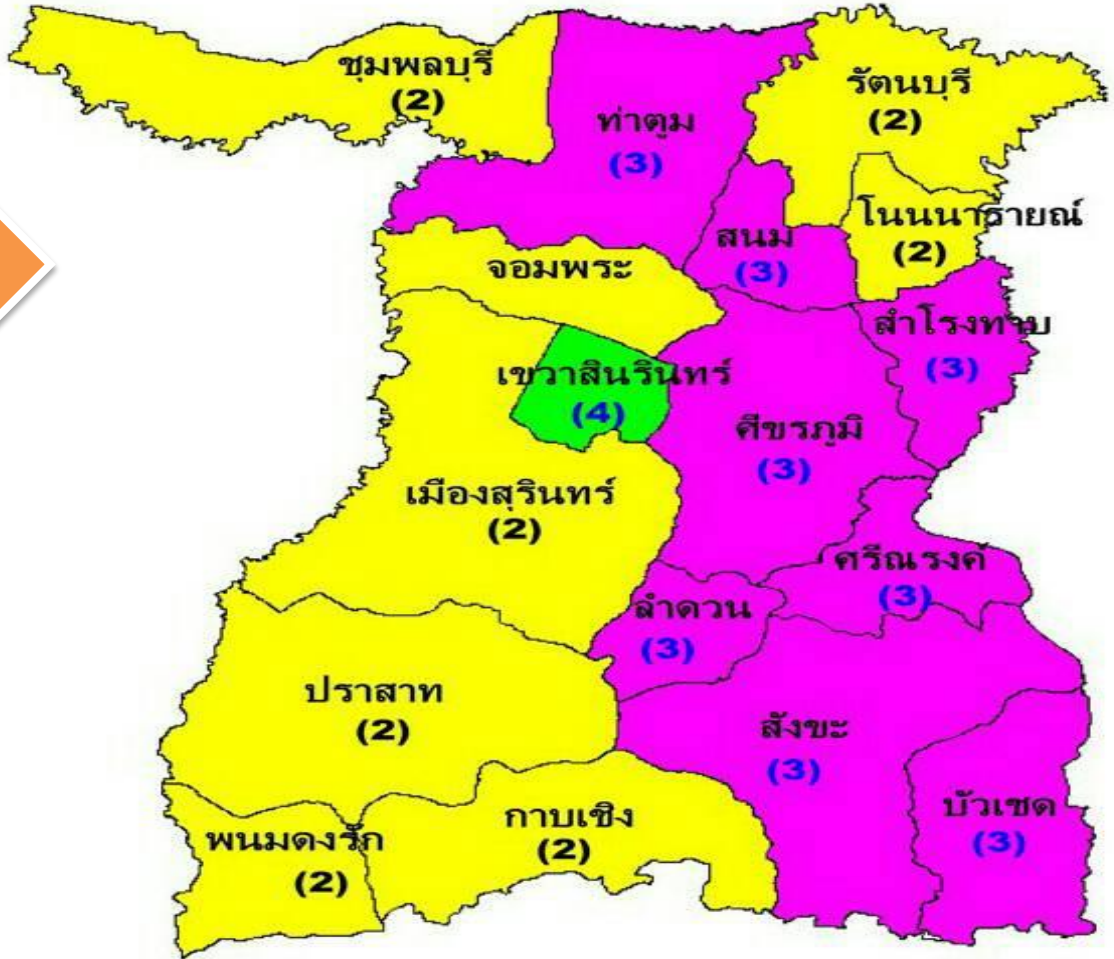 ชุมพลบุรี
(2)
ท่าตูม
(3)
รัตนบุรี
(2)
สนม
(3)
โนนนารายณ์
(2)
จอมพระ
สำโรงทาบ
(3)
เขวาสินรินทร์
(4)
ศีขรภูมิ
(3)
เมืองสุรินทร์
(2)
ศรีณรงค์
(3)
ลำดวน
(3)
ปราสาท
(2)
สังขะ
(3)
บัวเชด
(3)
กาบเชิง
(2)
พนมดงรัก
(2)